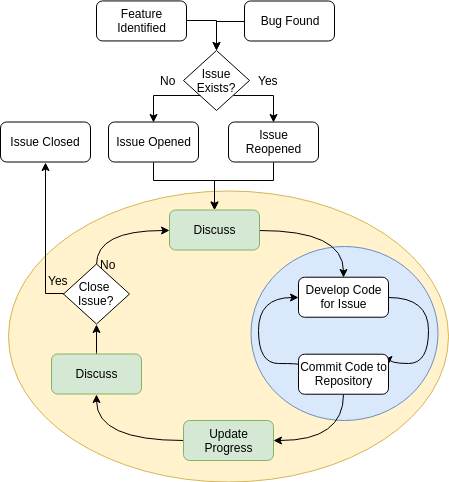 Feature
Identified
Bug Found
Issue
Exists?
No
Yes
Issue Closed
Issue Opened
Issue
Reopened
Discuss
No
Yes
Close
Issue?
Develop Code
for Issue
Commit Code to
Repository
Discuss
Update
Progress